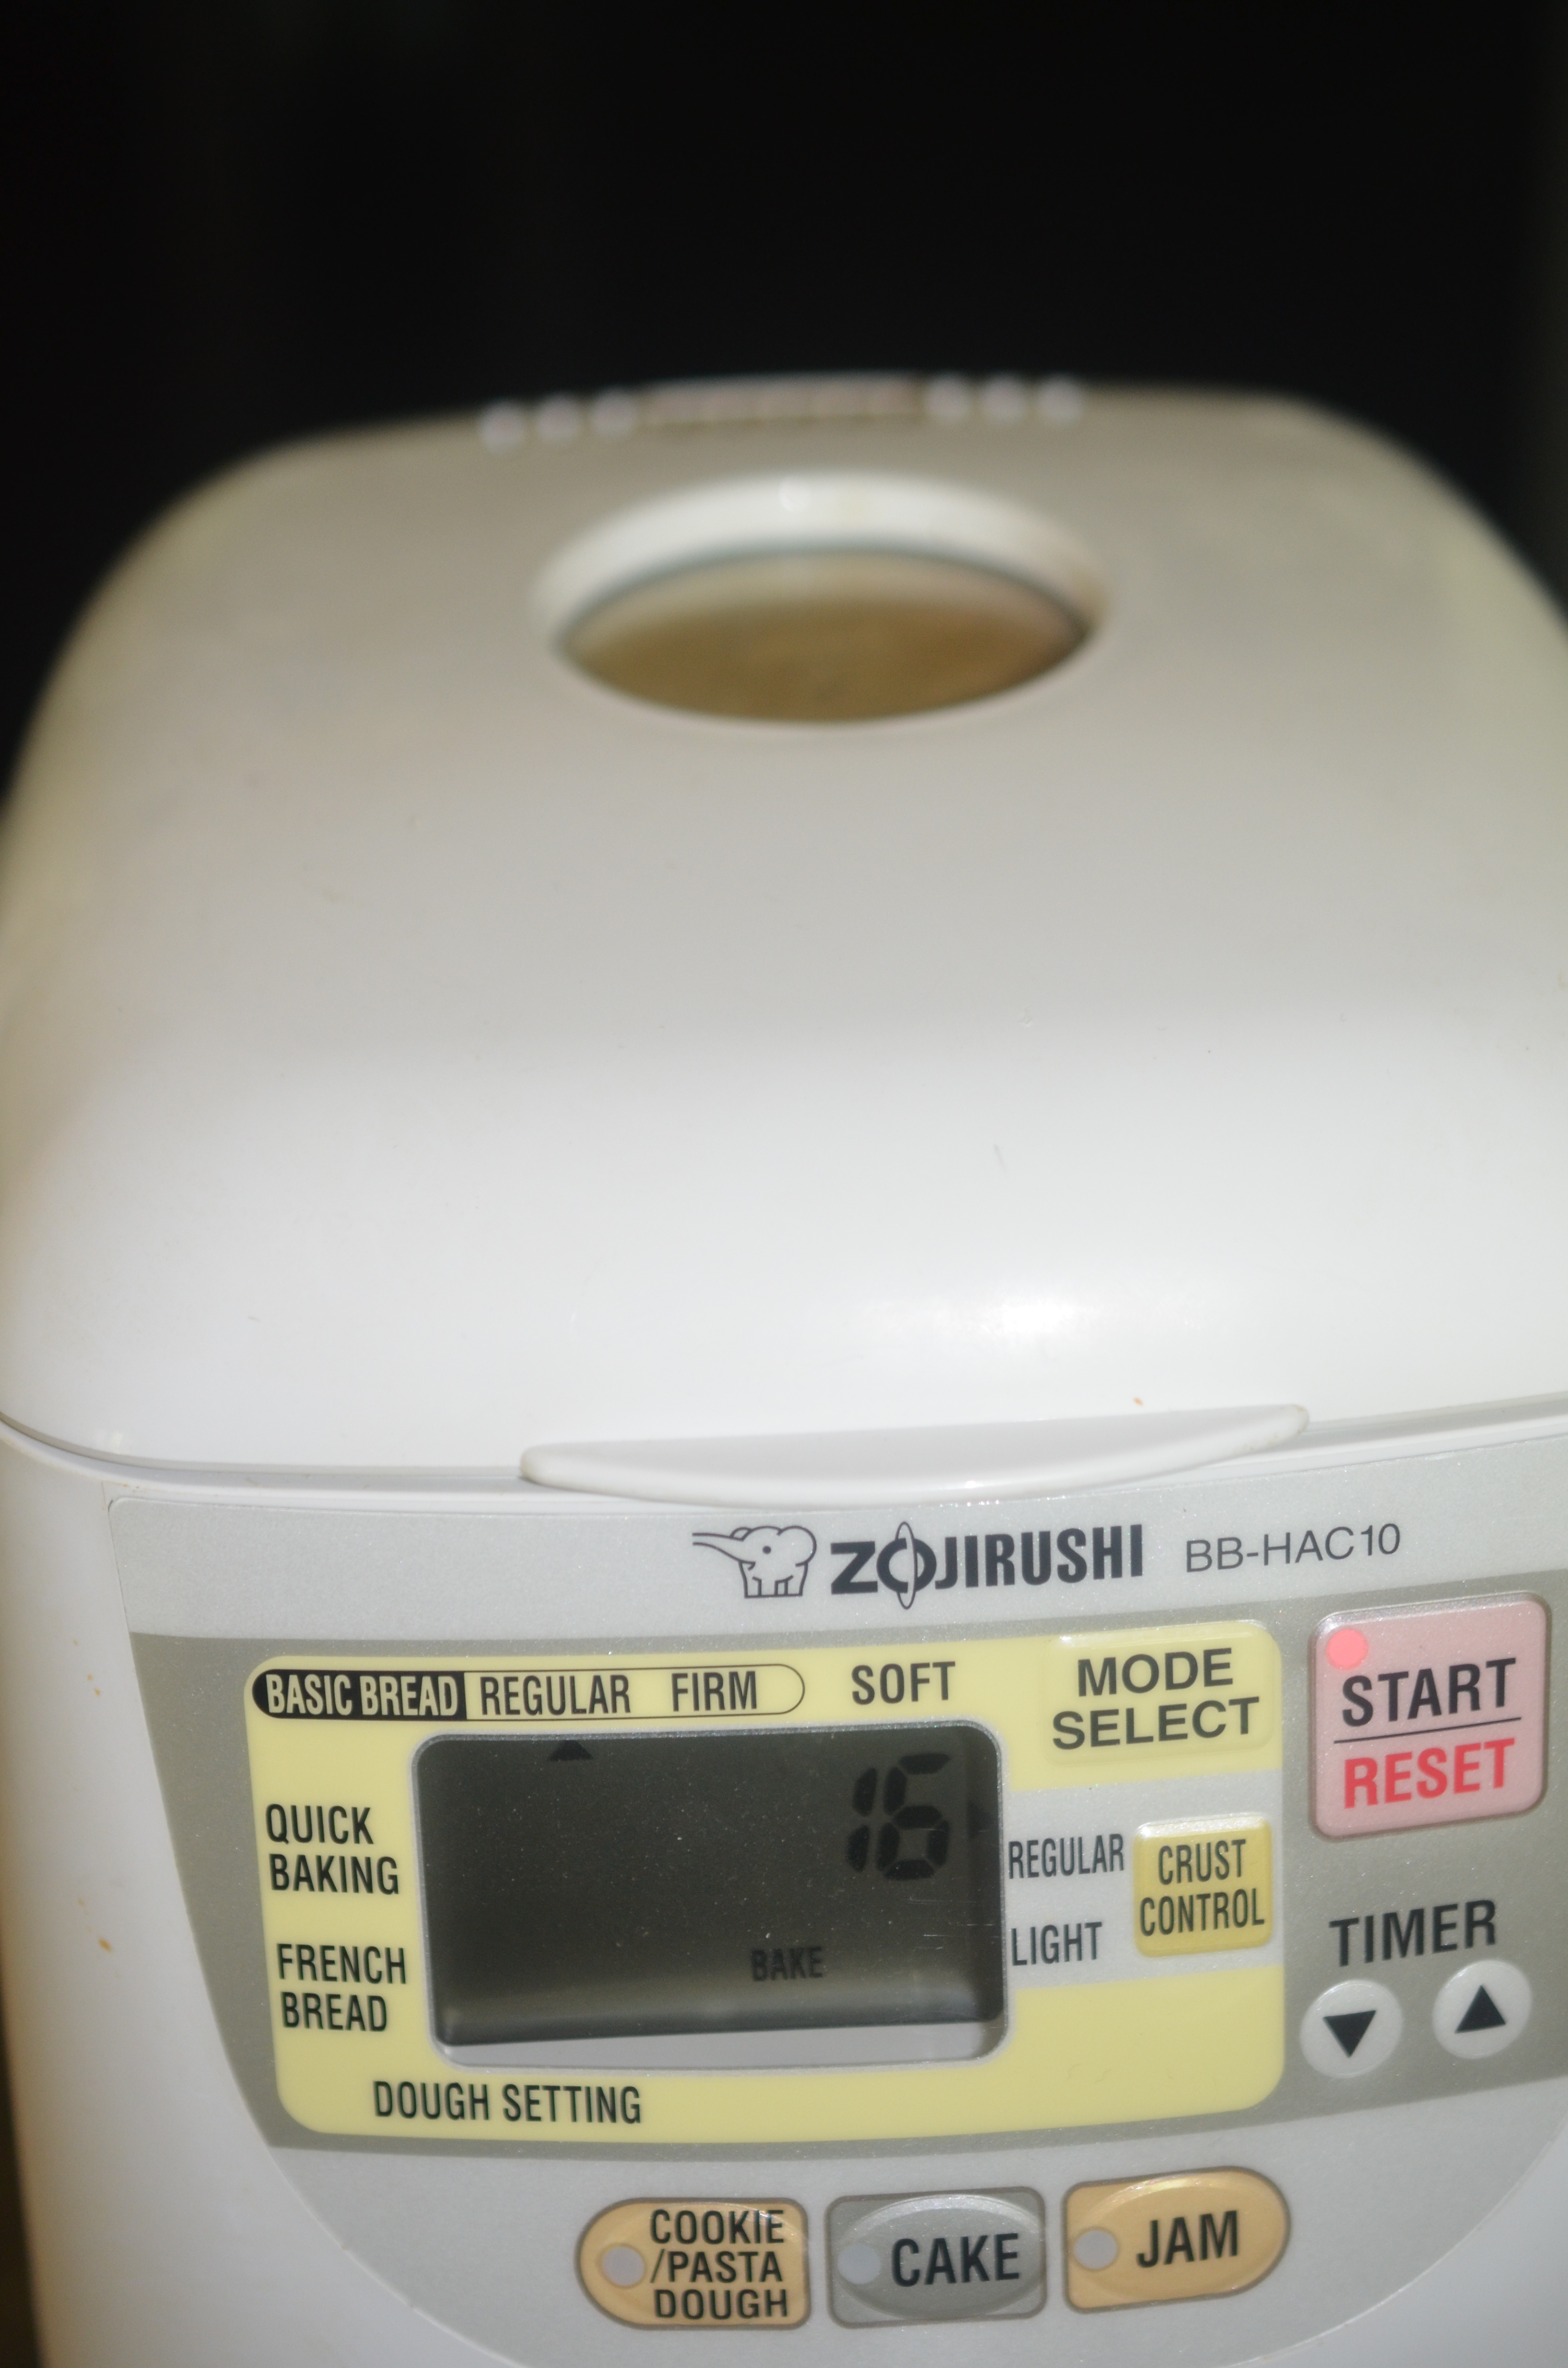 ZOJIRUSHI BB-HAC10
BASIC BREAD REGULAR FIRM SOFT
MODE
SELECT
START
RESET
16
QUICK
BAKING
REGULAR
LIGHT
CRUST
CONTROL
BAKE
FRENCH
BREAD
TIMER
DOUGH SETTING
COOKIE
/PASTA
DOUGH
CAKE
JAM